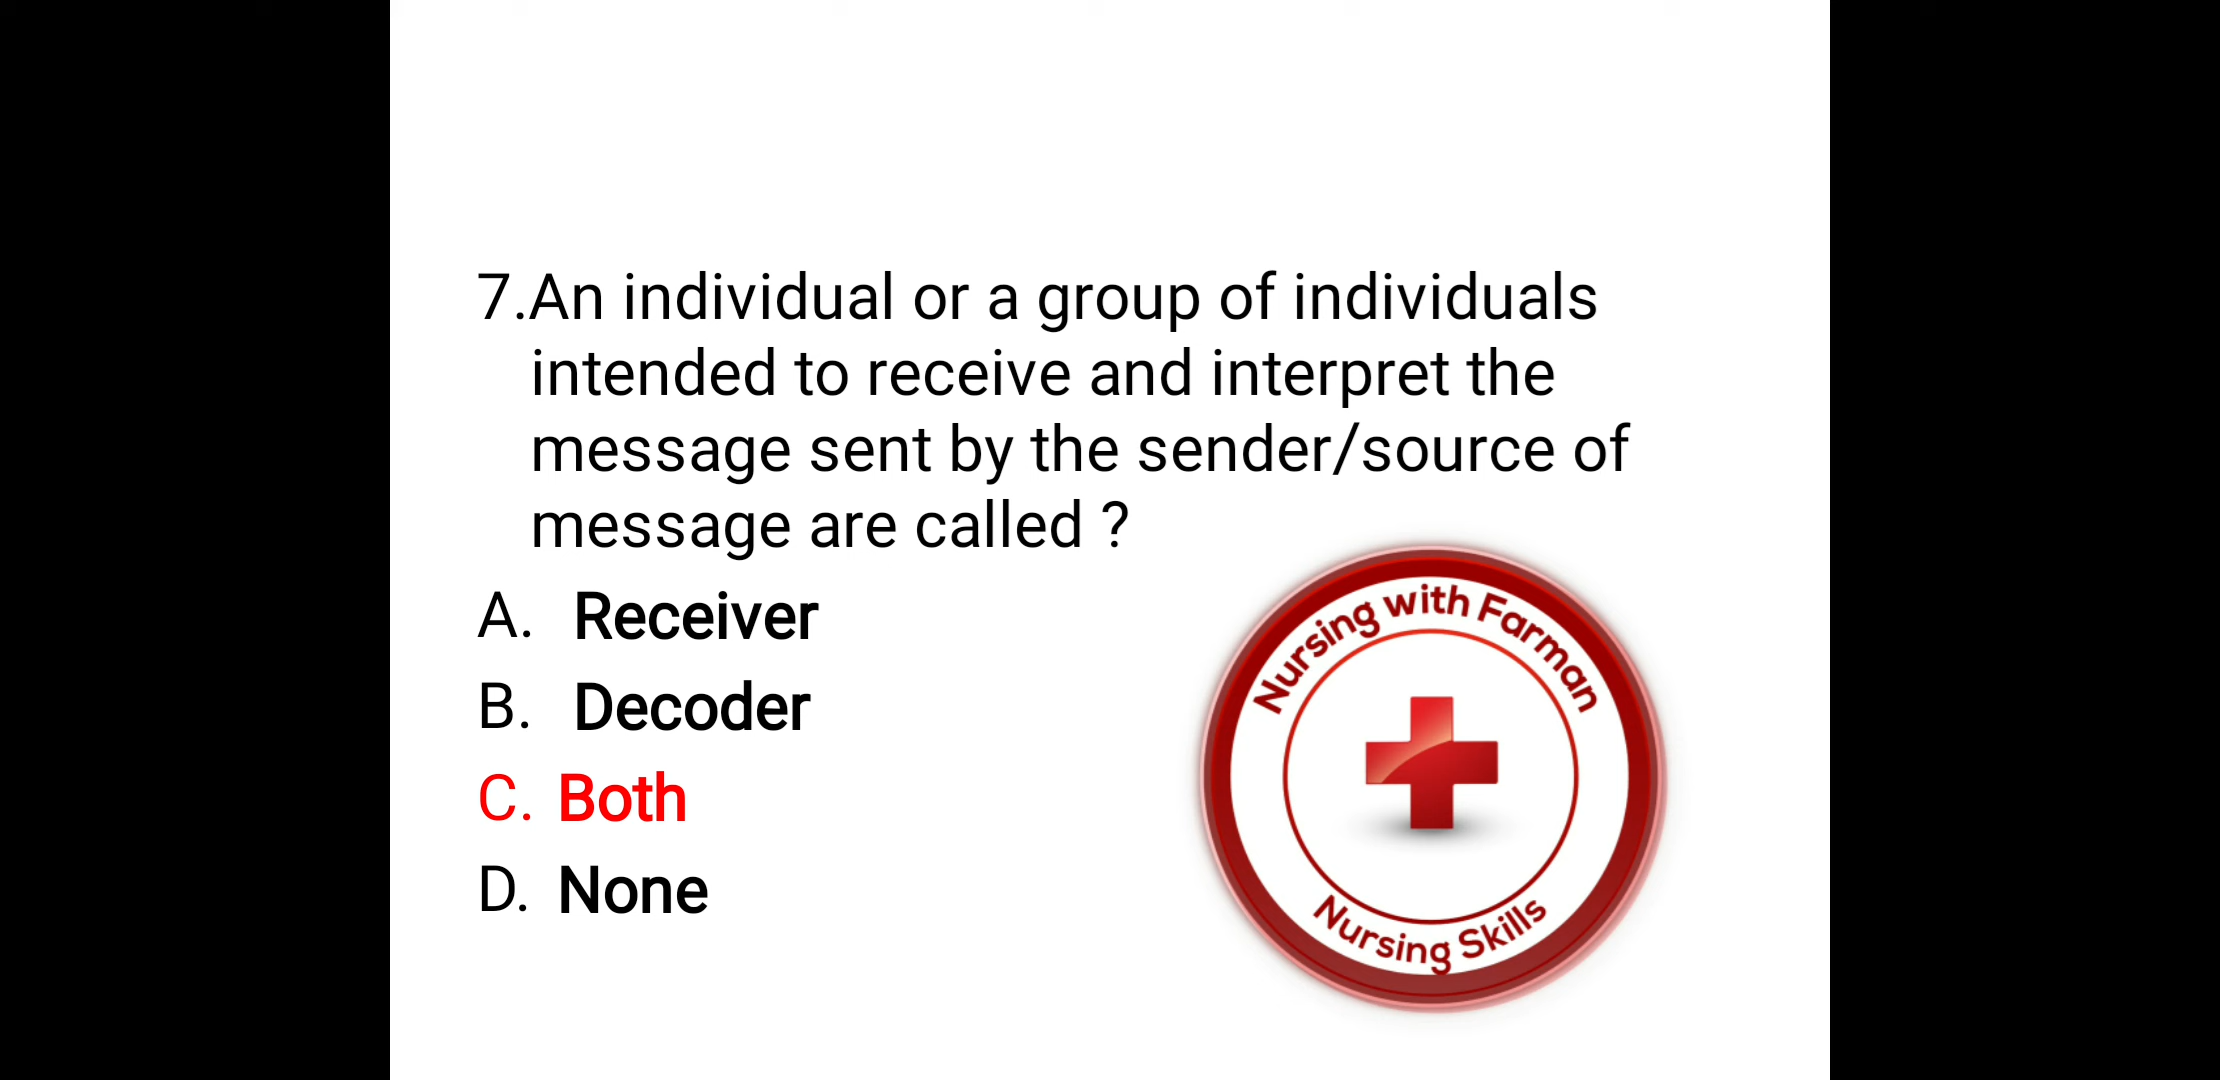 7.An individual or a group of individuals
intended to receive and interpret the
message sent by the sender/source of
message are called ?
A. Receiver
B. Decoder
C. Both
D. None
Nursing with Farman
Nursing Skills